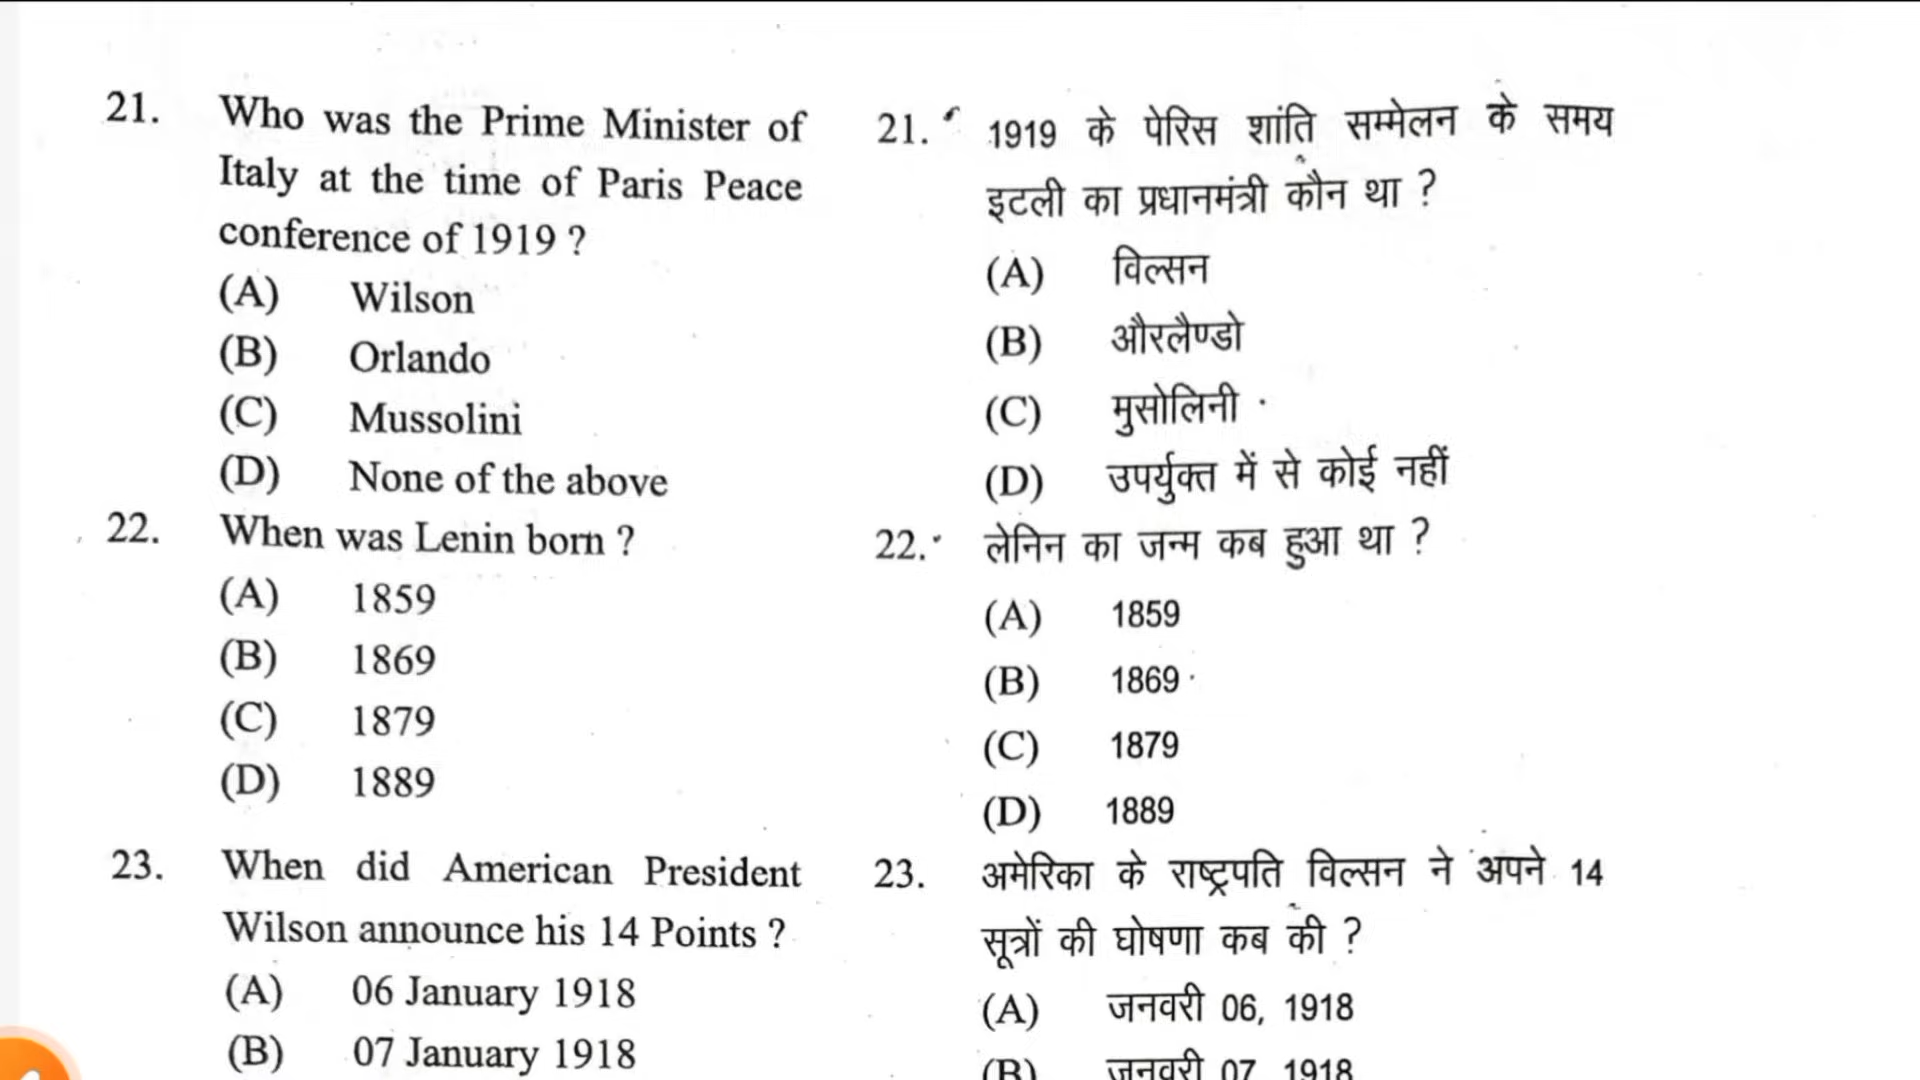 21. Who was the Prime Minister of
Italy at the time of Paris Peace
conference of 1919 ?
(A) Wilson
(B) Orlando
(C) Mussolini
(D) None of the above
22. When was Lenin born ?
(A) 1859
(B) 1869
(C) 1879
(D) 1889
23. When did American President
Wilson announce his 14 Points ?
(A) 06 January 1918
(B) 07 January 1918
21. 1919 के पेरिस शांति सम्मेलन के समय
इटली का प्रधानमंत्री कौन था ?
(A) विल्सन
(B) औरलैण्डो
(C) मुसोलिनी
(D) उपर्युक्त में से कोई नहीं
22. लेनिन का जन्म कब हुआ था ?
(A) 1859
(B) 1869
(C) 1879
(D) 1889
23. अमेरिका के राष्ट्रपति विल्सन ने अपने 14
सूत्रों की घोषणा कब की ?
(A) जनवरी 06, 1918
(B) जनवरी 07, 1918